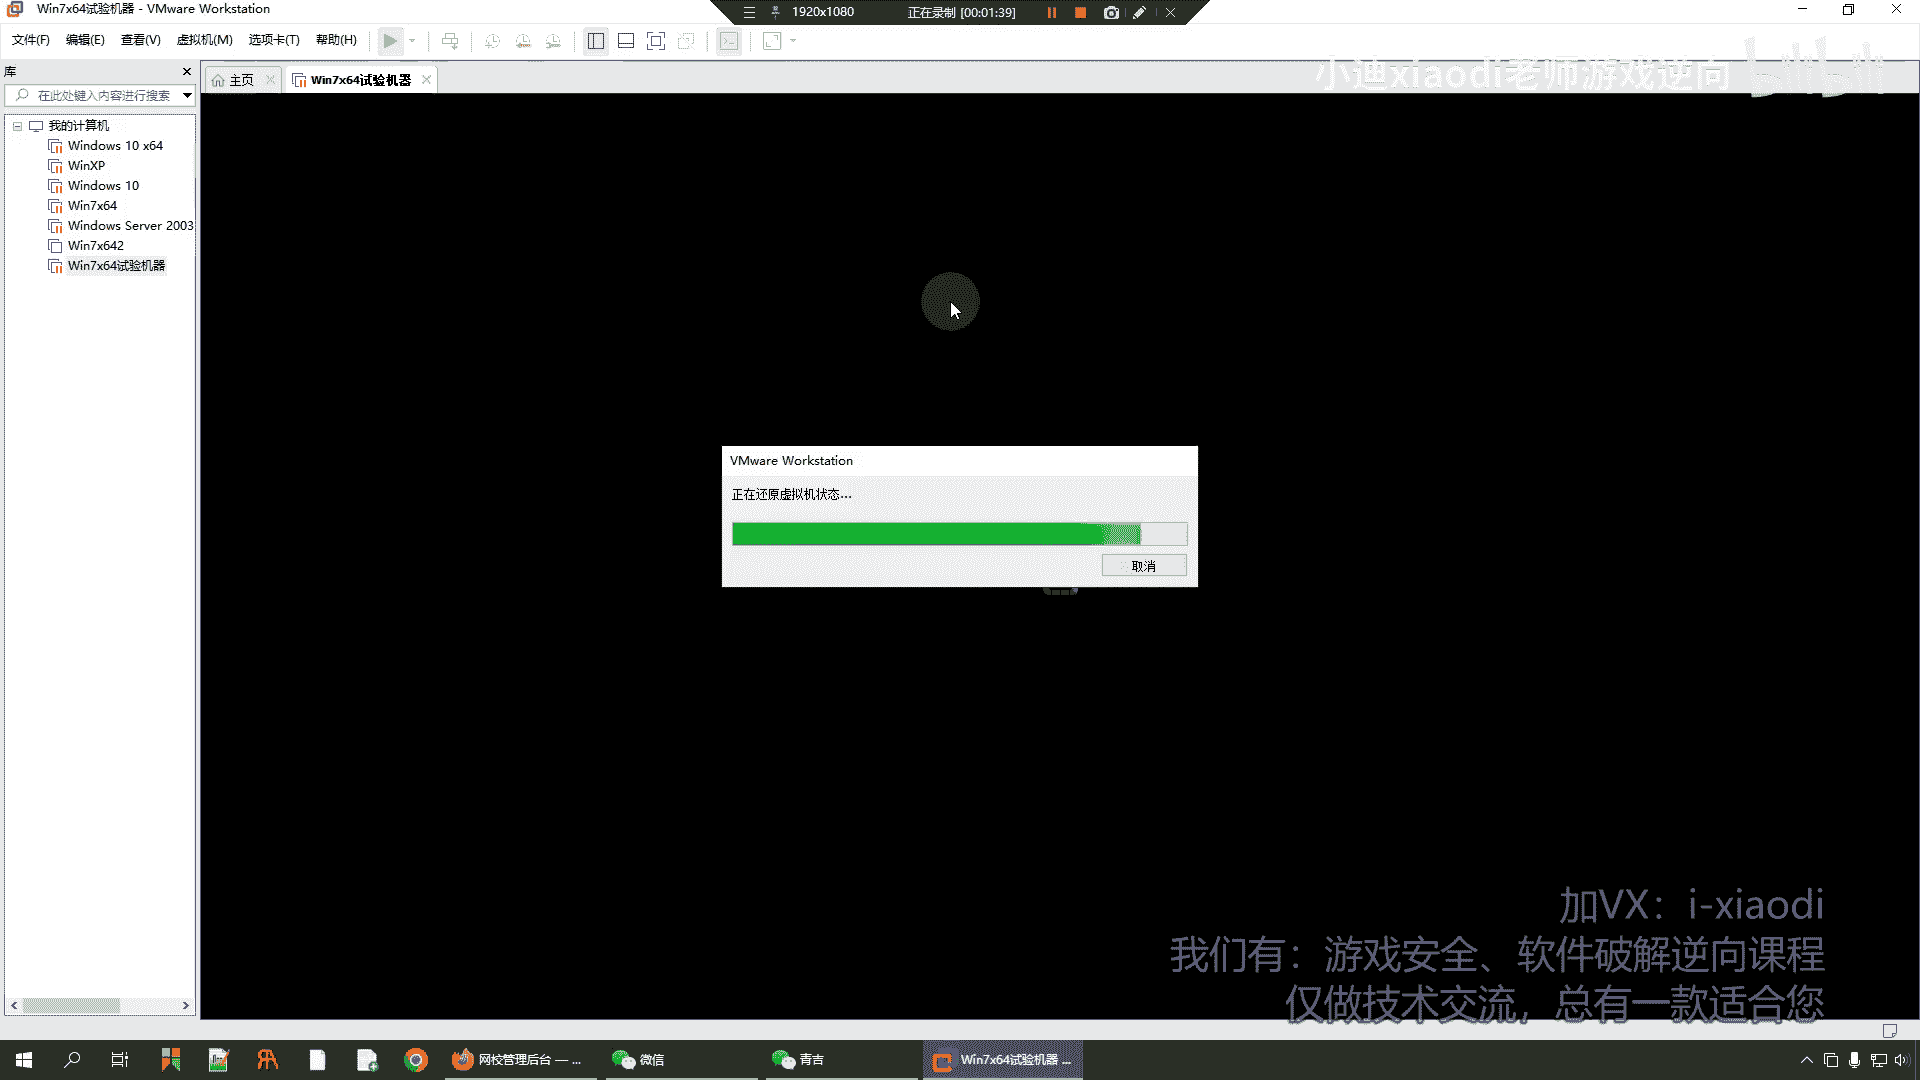 Win7x64试验机器 - VMware Workstation
1920x1080
正在录制 [00:01:39]
文件(F) 编辑(E) 查看(V) 虚拟机(M) 选项卡(T) 帮助(H)
库
在此处键入内容进行搜索
主页
Win7x64试验机器
小迪xiaodi老师游戏逆向
bilibili
我的计算机
Windows 10 x64
WinXP
Windows 10
Win7x64
Windows Server 2003
Win7x642
Win7x64试验机器
VMware Workstation
正在还原虚拟机状态...
取消
加VX：i-xiaodi
我们有：游戏安全、软件破解逆向课程
仅做技术交流，总有一款适合您
网校管理后台 — ...
微信
青吉
Win7x64试验机器 ...